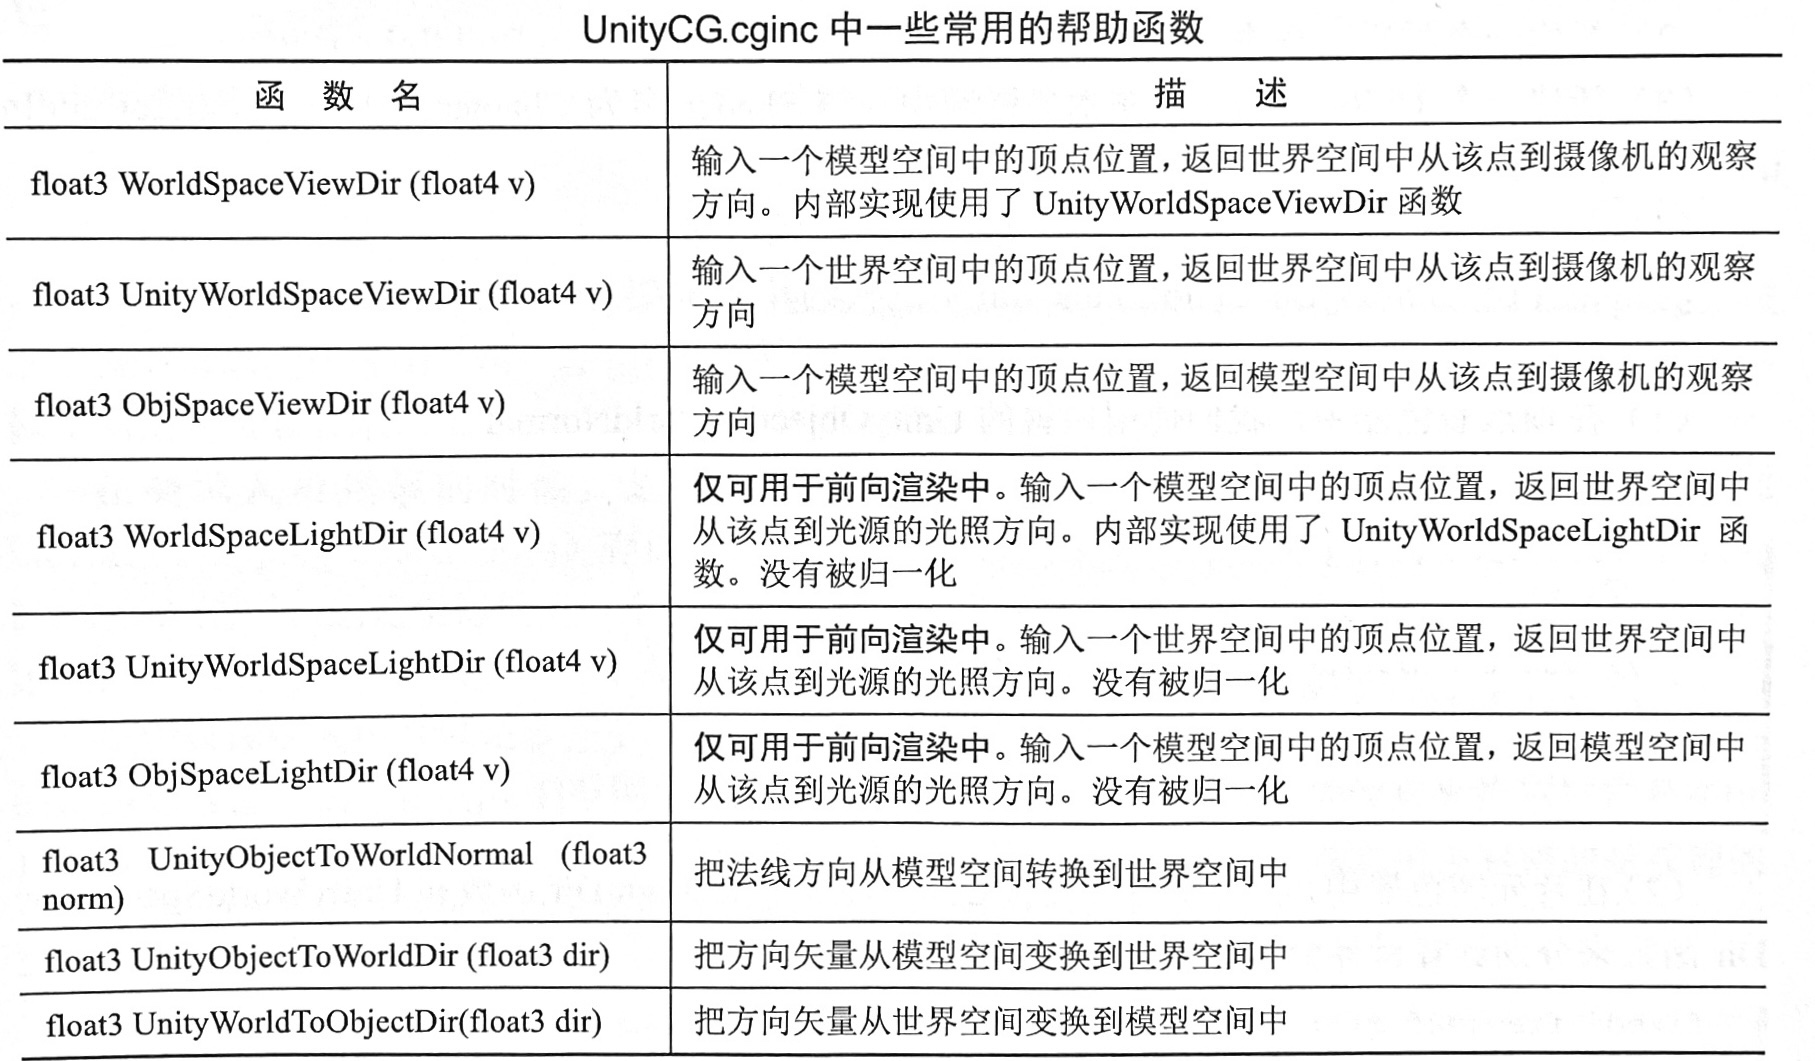 UnityCG.cginc 中一些常用的帮助函数
函 数 名
描 述
float3 WorldSpaceViewDir (float4 v)
输入一个模型空间中的顶点位置，返回世界空间中从该点到摄像机的观察
方向。内部实现使用了 UnityWorldSpaceViewDir 函数
float3 UnityWorldSpaceViewDir (float4 v)
输入一个世界空间中的顶点位置，返回世界空间中从该点到摄像机的观察
方向
float3 ObjSpaceViewDir (float4 v)
输入一个模型空间中的顶点位置，返回模型空间中从该点到摄像机的观察
方向
float3 WorldSpaceLightDir (float4 v)
仅可用于前向渲染中。输入一个模型空间中的顶点位置，返回世界空间中
从该点到光源的光照方向。内部实现使用了 UnityWorldSpaceLightDir 函
数。没有被归一化
float3 UnityWorldSpaceLightDir (float4 v)
仅可用于前向渲染中。输入一个世界空间中的顶点位置，返回世界空间中
从该点到光源的光照方向。没有被归一化
float3 ObjSpaceLightDir (float4 v)
仅可用于前向渲染中。输入一个模型空间中的顶点位置，返回模型空间中
从该点到光源的光照方向。没有被归一化
float3 UnityObjectToWorldNormal (float3
norm)
把法线方向从模型空间转换到世界空间中
float3 UnityObjectToWorldDir (float3 dir)
把方向矢量从模型空间变换到世界空间中
float3 UnityWorldToObjectDir(float3 dir)
把方向矢量从世界空间变换到模型空间中